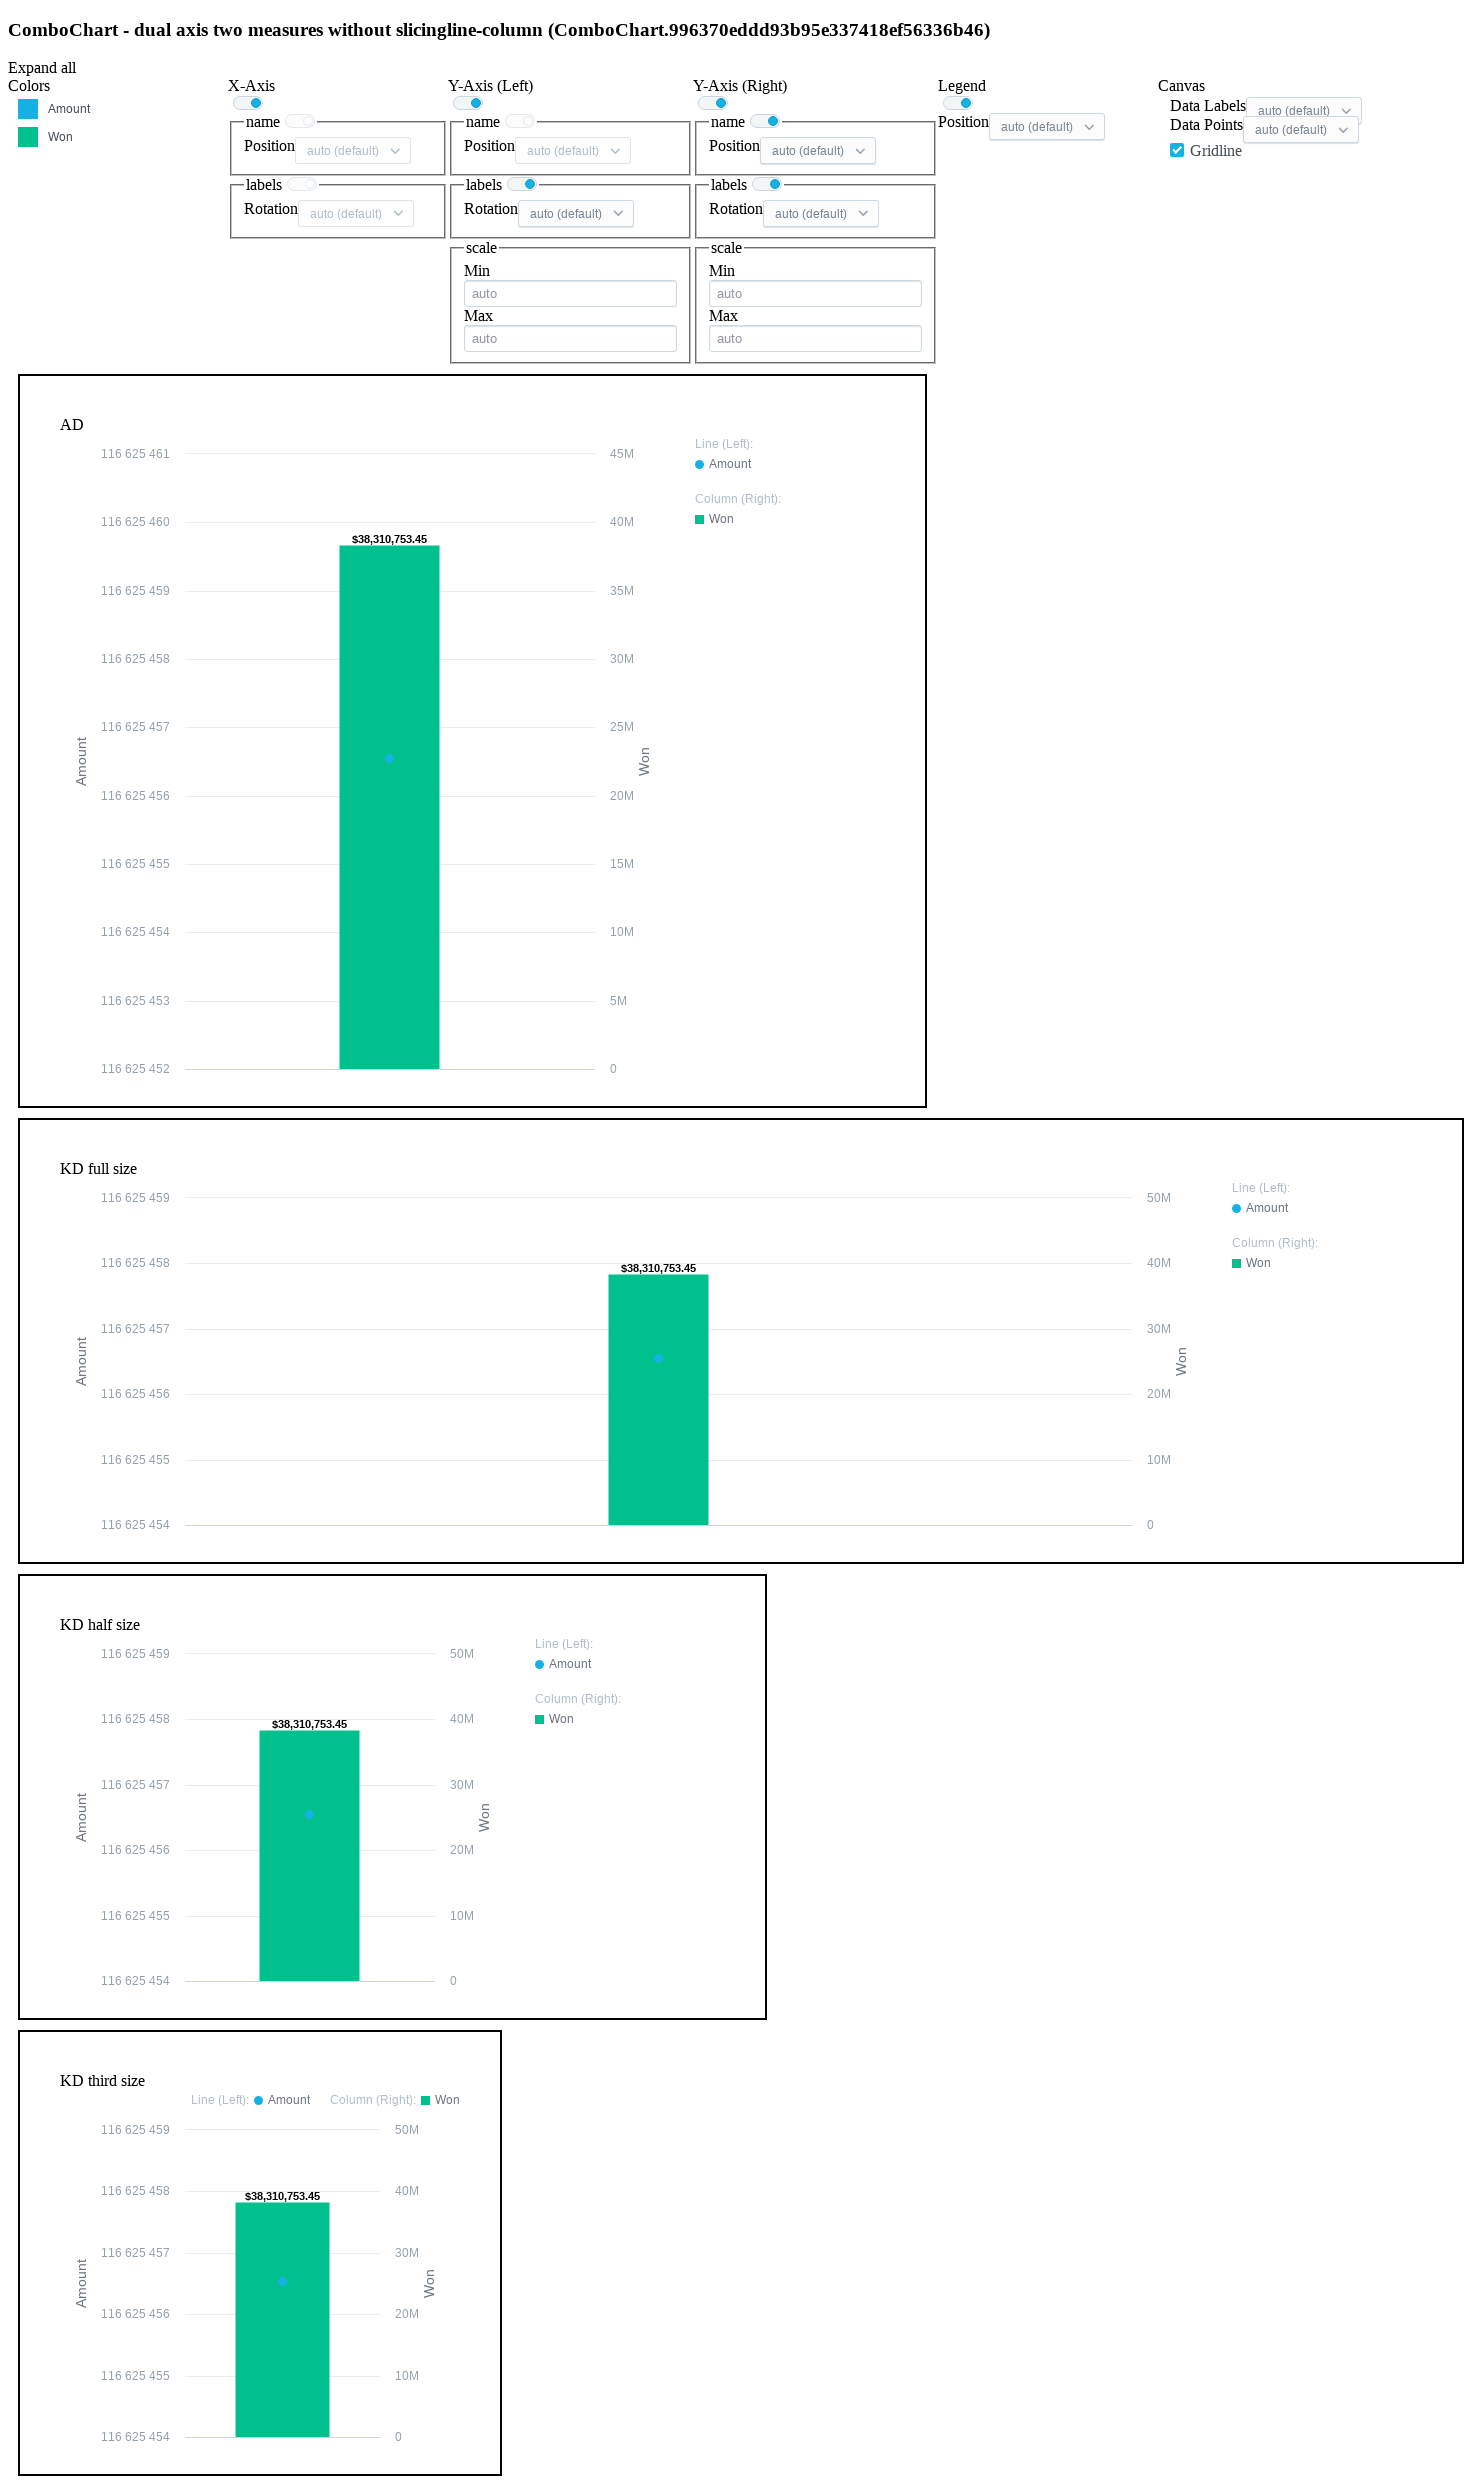 ComboChart - dual axis two measures without slicingline-column (ComboChart.996370eddd93b95e337418ef56336b46)
Expand all
Colors
Amount
Won
X-Axis
name
Position auto (default)
labels
Rotation auto (default)
Y-Axis (Left)
name
Position auto (default)
labels
Rotation auto (default)
scale
Min
auto
Max
auto
Y-Axis (Right)
name
Position auto (default)
labels
Rotation auto (default)
scale
Min
auto
Max
auto
Legend
Position auto (default)
Canvas
Data Labels auto (default)
Data Points auto (default)
Gridline
AD
116 625 461
116 625 460
116 625 459
116 625 458
116 625 457
116 625 456
116 625 455
116 625 454
116 625 453
116 625 452
Amount
$38,310,753.45
45M
40M
35M
30M
25M
20M
15M
10M
5M
0
Won
Line (Left):
Amount
Column (Right):
Won
KD full size
116 625 459
116 625 458
116 625 457
116 625 456
116 625 455
116 625 454
Amount
$38,310,753.45
50M
40M
30M
20M
10M
0
Won
Line (Left):
Amount
Column (Right):
Won
KD half size
116 625 459
116 625 458
116 625 457
116 625 456
116 625 455
116 625 454
Amount
$38,310,753.45
50M
40M
30M
20M
10M
0
Won
Line (Left):
Amount
Column (Right):
Won
KD third size
Line (Left): Amount Column (Right): Won
116 625 459
116 625 458
116 625 457
116 625 456
116 625 455
116 625 454
Amount
$38,310,753.45
50M
40M
30M
20M
10M
0
Won